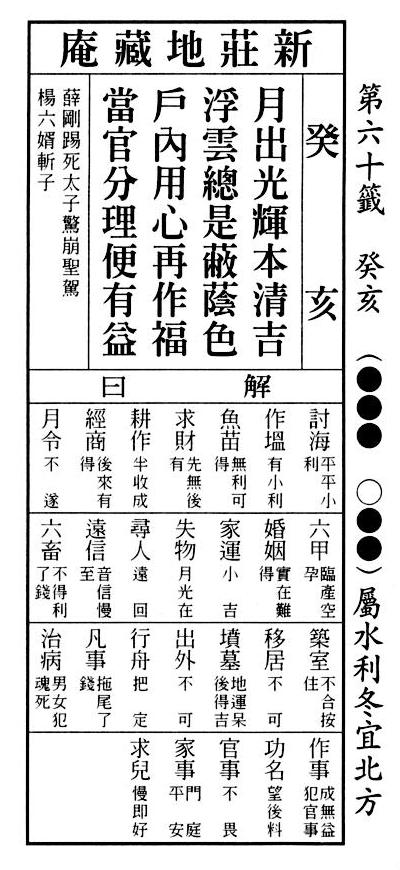 第六十籤 癸亥 (●●● ○●●) 屬水利冬宜北方
新莊地藏庵
癸亥
月出光輝本清吉
浮雲總是蔽蔭色
戶內用心再作福
當官分理便有益
薛剛踢死太子驚崩聖駕
楊六婿斬子
解曰
討海 平平小利
作塭 有小利
魚苗 無利可得
求財 先無後有
耕作 半收成
經商 後來有得
月令 不遂
六甲 臨產空孕
婚姻 實在難得
家運 小吉
失物 月光在
尋人 遠回
遠信 音信慢至
六畜 不得利了錢
築室 不合按住
移居 不可
墳墓 地運呆後得吉
出外 不可
行舟 把定
凡事 拖尾了錢
治病 男女犯魂死
作事 成無益犯官事
功名 望後料
官事 不畏
家事 門庭平安
求兒 慢即好